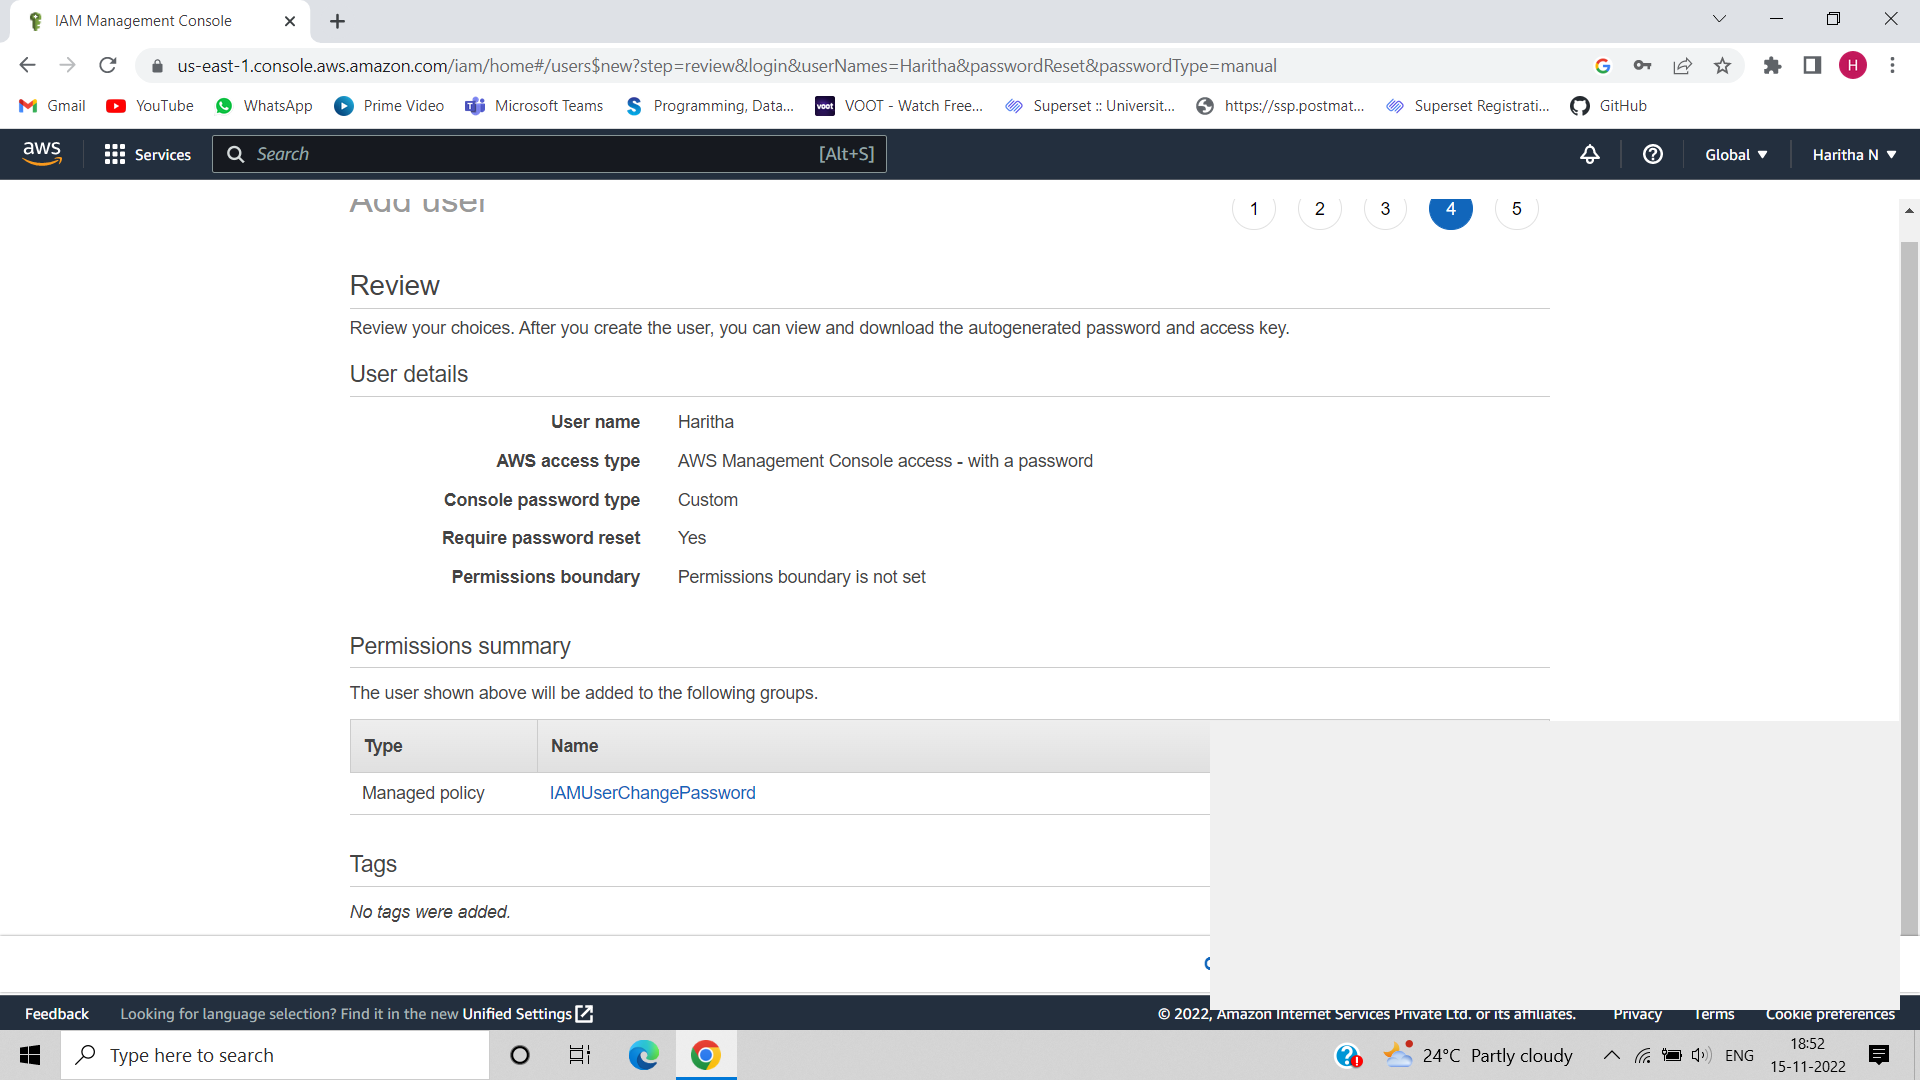 IAM Management Console
us-east-1.console.aws.amazon.com/iam/home#/users$new?step=review&login&userNames=Haritha&passwordReset&passwordType=manual
H
Gmail YouTube WhatsApp Prime Video Microsoft Teams Programming, Data... VOOT - Watch Free... Superset :: Universit... https://ssp.postmat... Superset Registrati... GitHub
aws Services Search [Alt+S] Global Haritha N
Add user 1 2 3 4 5
Review
Review your choices. After you create the user, you can view and download the autogenerated password and access key.
User details
User name Haritha
AWS access type AWS Management Console access - with a password
Console password type Custom
Require password reset Yes
Permissions boundary Permissions boundary is not set
Permissions summary
The user shown above will be added to the following groups.
Type Name
Managed policy IAMUserChangePassword
Tags
No tags were added.
Feedback Looking for language selection? Find it in the new Unified Settings © 2022, Amazon Internet Services Private Ltd. or its affiliates. Privacy Terms Cookie preferences
Type here to search 24°C Partly cloudy ENG 18:52
15-11-2022